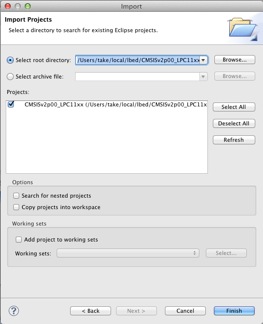 Import
Import Projects
Select a directory to search for existing Eclipse projects.
Select root directory: /Users/take/local/lbed/CMSISv2p00_LPC11xx Browse...
Select archive file: Browse...
Projects:
CMSISv2p00_LPC11xx (/Users/take/local/lbed/CMSISv2p00_LPC11x Select All
Deselect All
Refresh
Options
Search for nested projects
Copy projects into workspace
Working sets
Add project to working sets
Working sets: Select...
? < Back Next > Cancel Finish